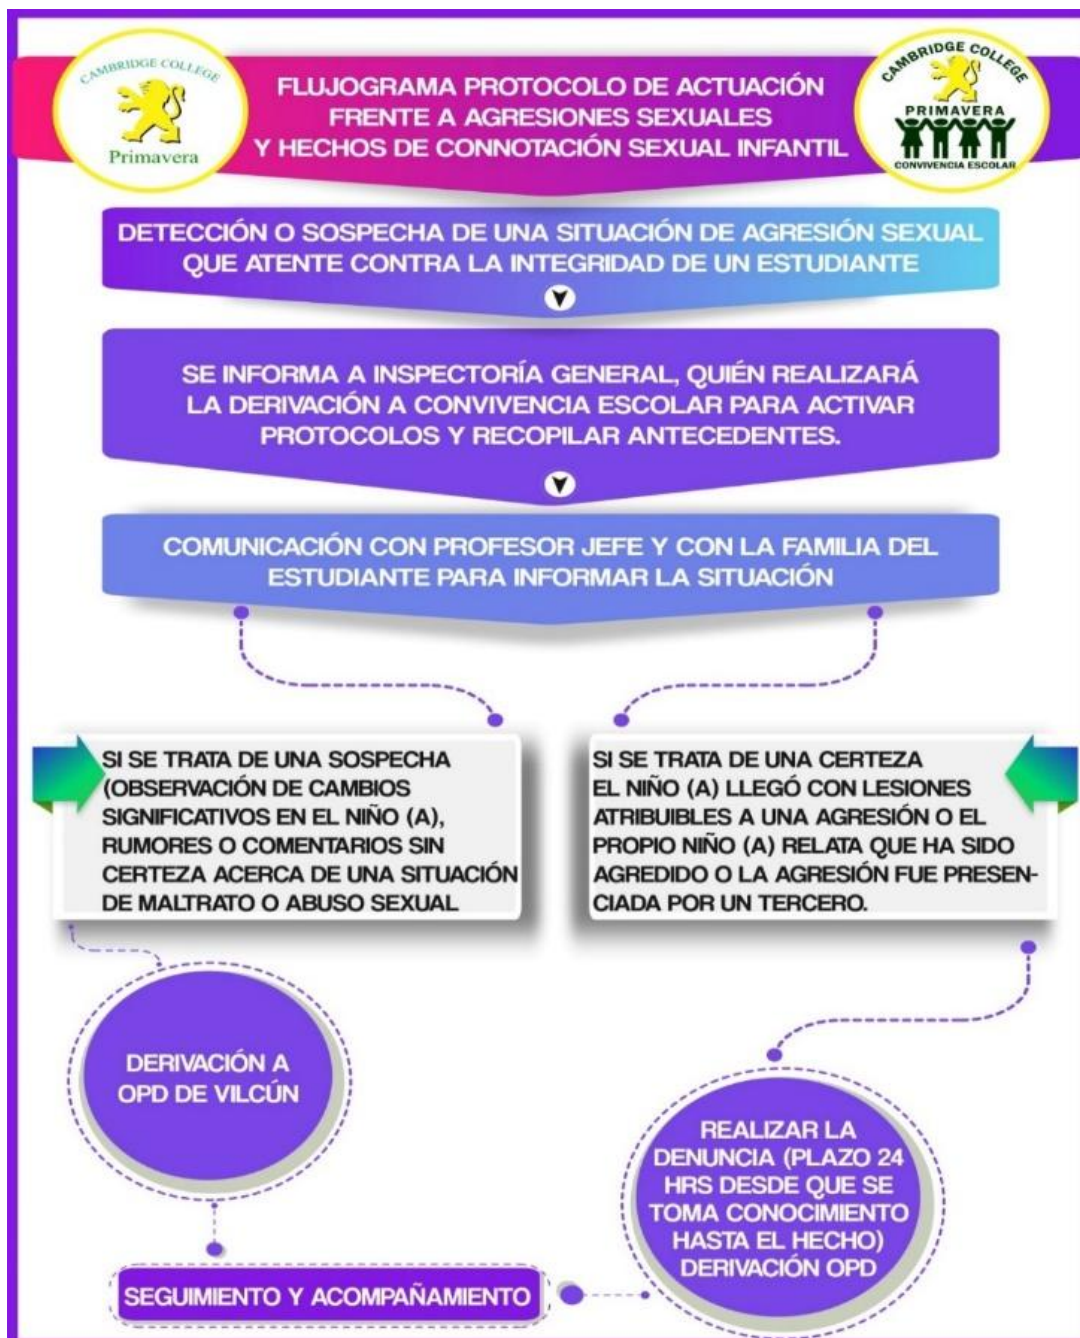 CAMBRIDGE COLLEGE
Primavera
FLUJOGRAMA PROTOCOLO DE ACTUACIÓN
FRENTE A AGRESIONES SEXUALES
Y HECHOS DE CONNOTACIÓN SEXUAL INFANTIL
CAMBRIDGE COLLEGE
PRIMAVERA
CONVIVENCIA ESCOLAR
DETECCIÓN O SOSPECHA DE UNA SITUACIÓN DE AGRESIÓN SEXUAL
QUE ATENTE CONTRA LA INTEGRIDAD DE UN ESTUDIANTE
SE INFORMA A INSPECTORÍA GENERAL, QUIÉN REALIZARÁ
LA DERIVACIÓN A CONVIVENCIA ESCOLAR PARA ACTIVAR
PROTOCOLOS Y RECOPILAR ANTECEDENTES.
COMUNICACIÓN CON PROFESOR JEFE Y CON LA FAMILIA DEL
ESTUDIANTE PARA INFORMAR LA SITUACIÓN
SI SE TRATA DE UNA SOSPECHA
(OBSERVACIÓN DE CAMBIOS
SIGNIFICATIVOS EN EL NIÑO (A),
RUMORES O COMENTARIOS SIN
CERTEZA ACERCA DE UNA SITUACIÓN
DE MALTRATO O ABUSO SEXUAL
SI SE TRATA DE UNA CERTEZA
EL NIÑO (A) LLEGÓ CON LESIONES
ATRIBUIBLES A UNA AGRESIÓN O EL
PROPIO NIÑO (A) RELATA QUE HA SIDO
AGREDIDO O LA AGRESIÓN FUE PRESEN-
CIADA POR UN TERCERO.
DERIVACIÓN A
OPD DE VILCÚN
REALIZAR LA
DENUNCIA (PLAZO 24
HRS DESDE QUE SE
TOMA CONOCIMIENTO
HASTA EL HECHO)
DERIVACIÓN OPD
SEGUIMIENTO Y ACOMPAÑAMIENTO